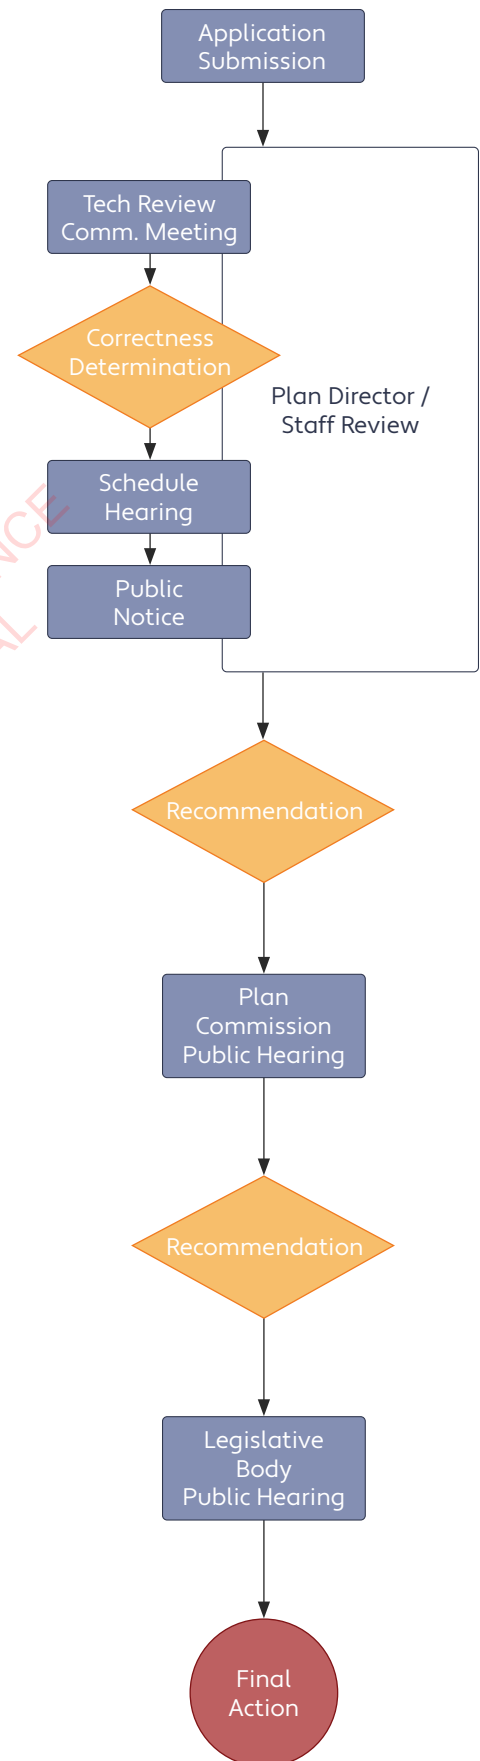 Application
Submission
Tech Review
Comm. Meeting
Correctness
Determination
Plan Director /
Staff Review
Schedule
Hearing
Public
Notice
Recommendation
Plan
Commission
Public Hearing
Recommendation
Legislative
Body
Public Hearing
Final
Action